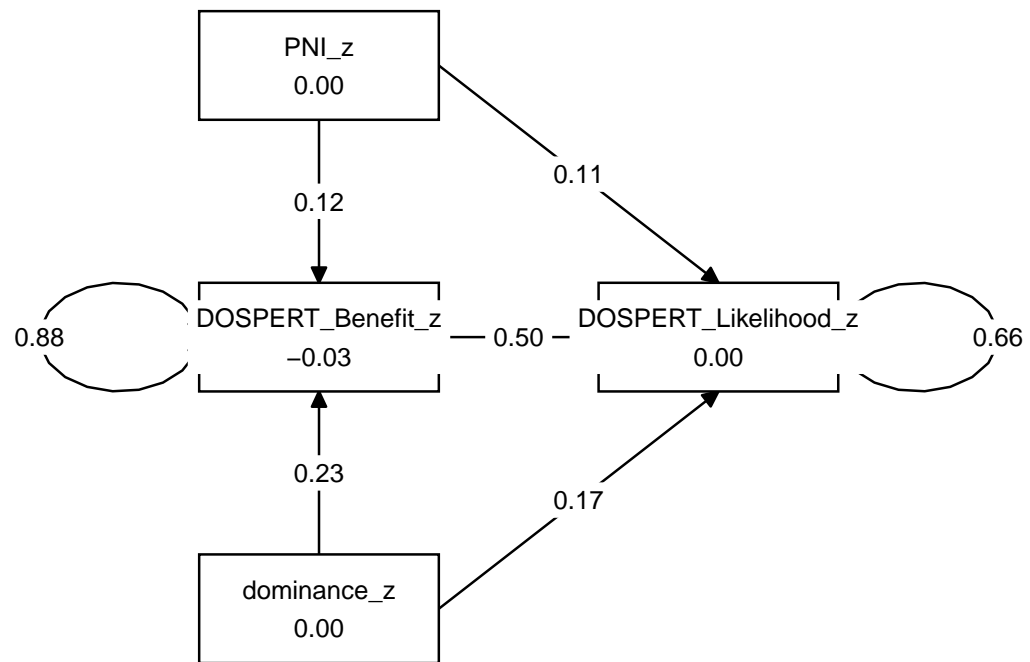 PNI_z
0.00
0.11
0.12
DOSPERT_Benefit_z
−0.03
DOSPERT_Likelihood_z
0.00
0.88
0.50
0.66
0.23
0.17
dominance_z
0.00